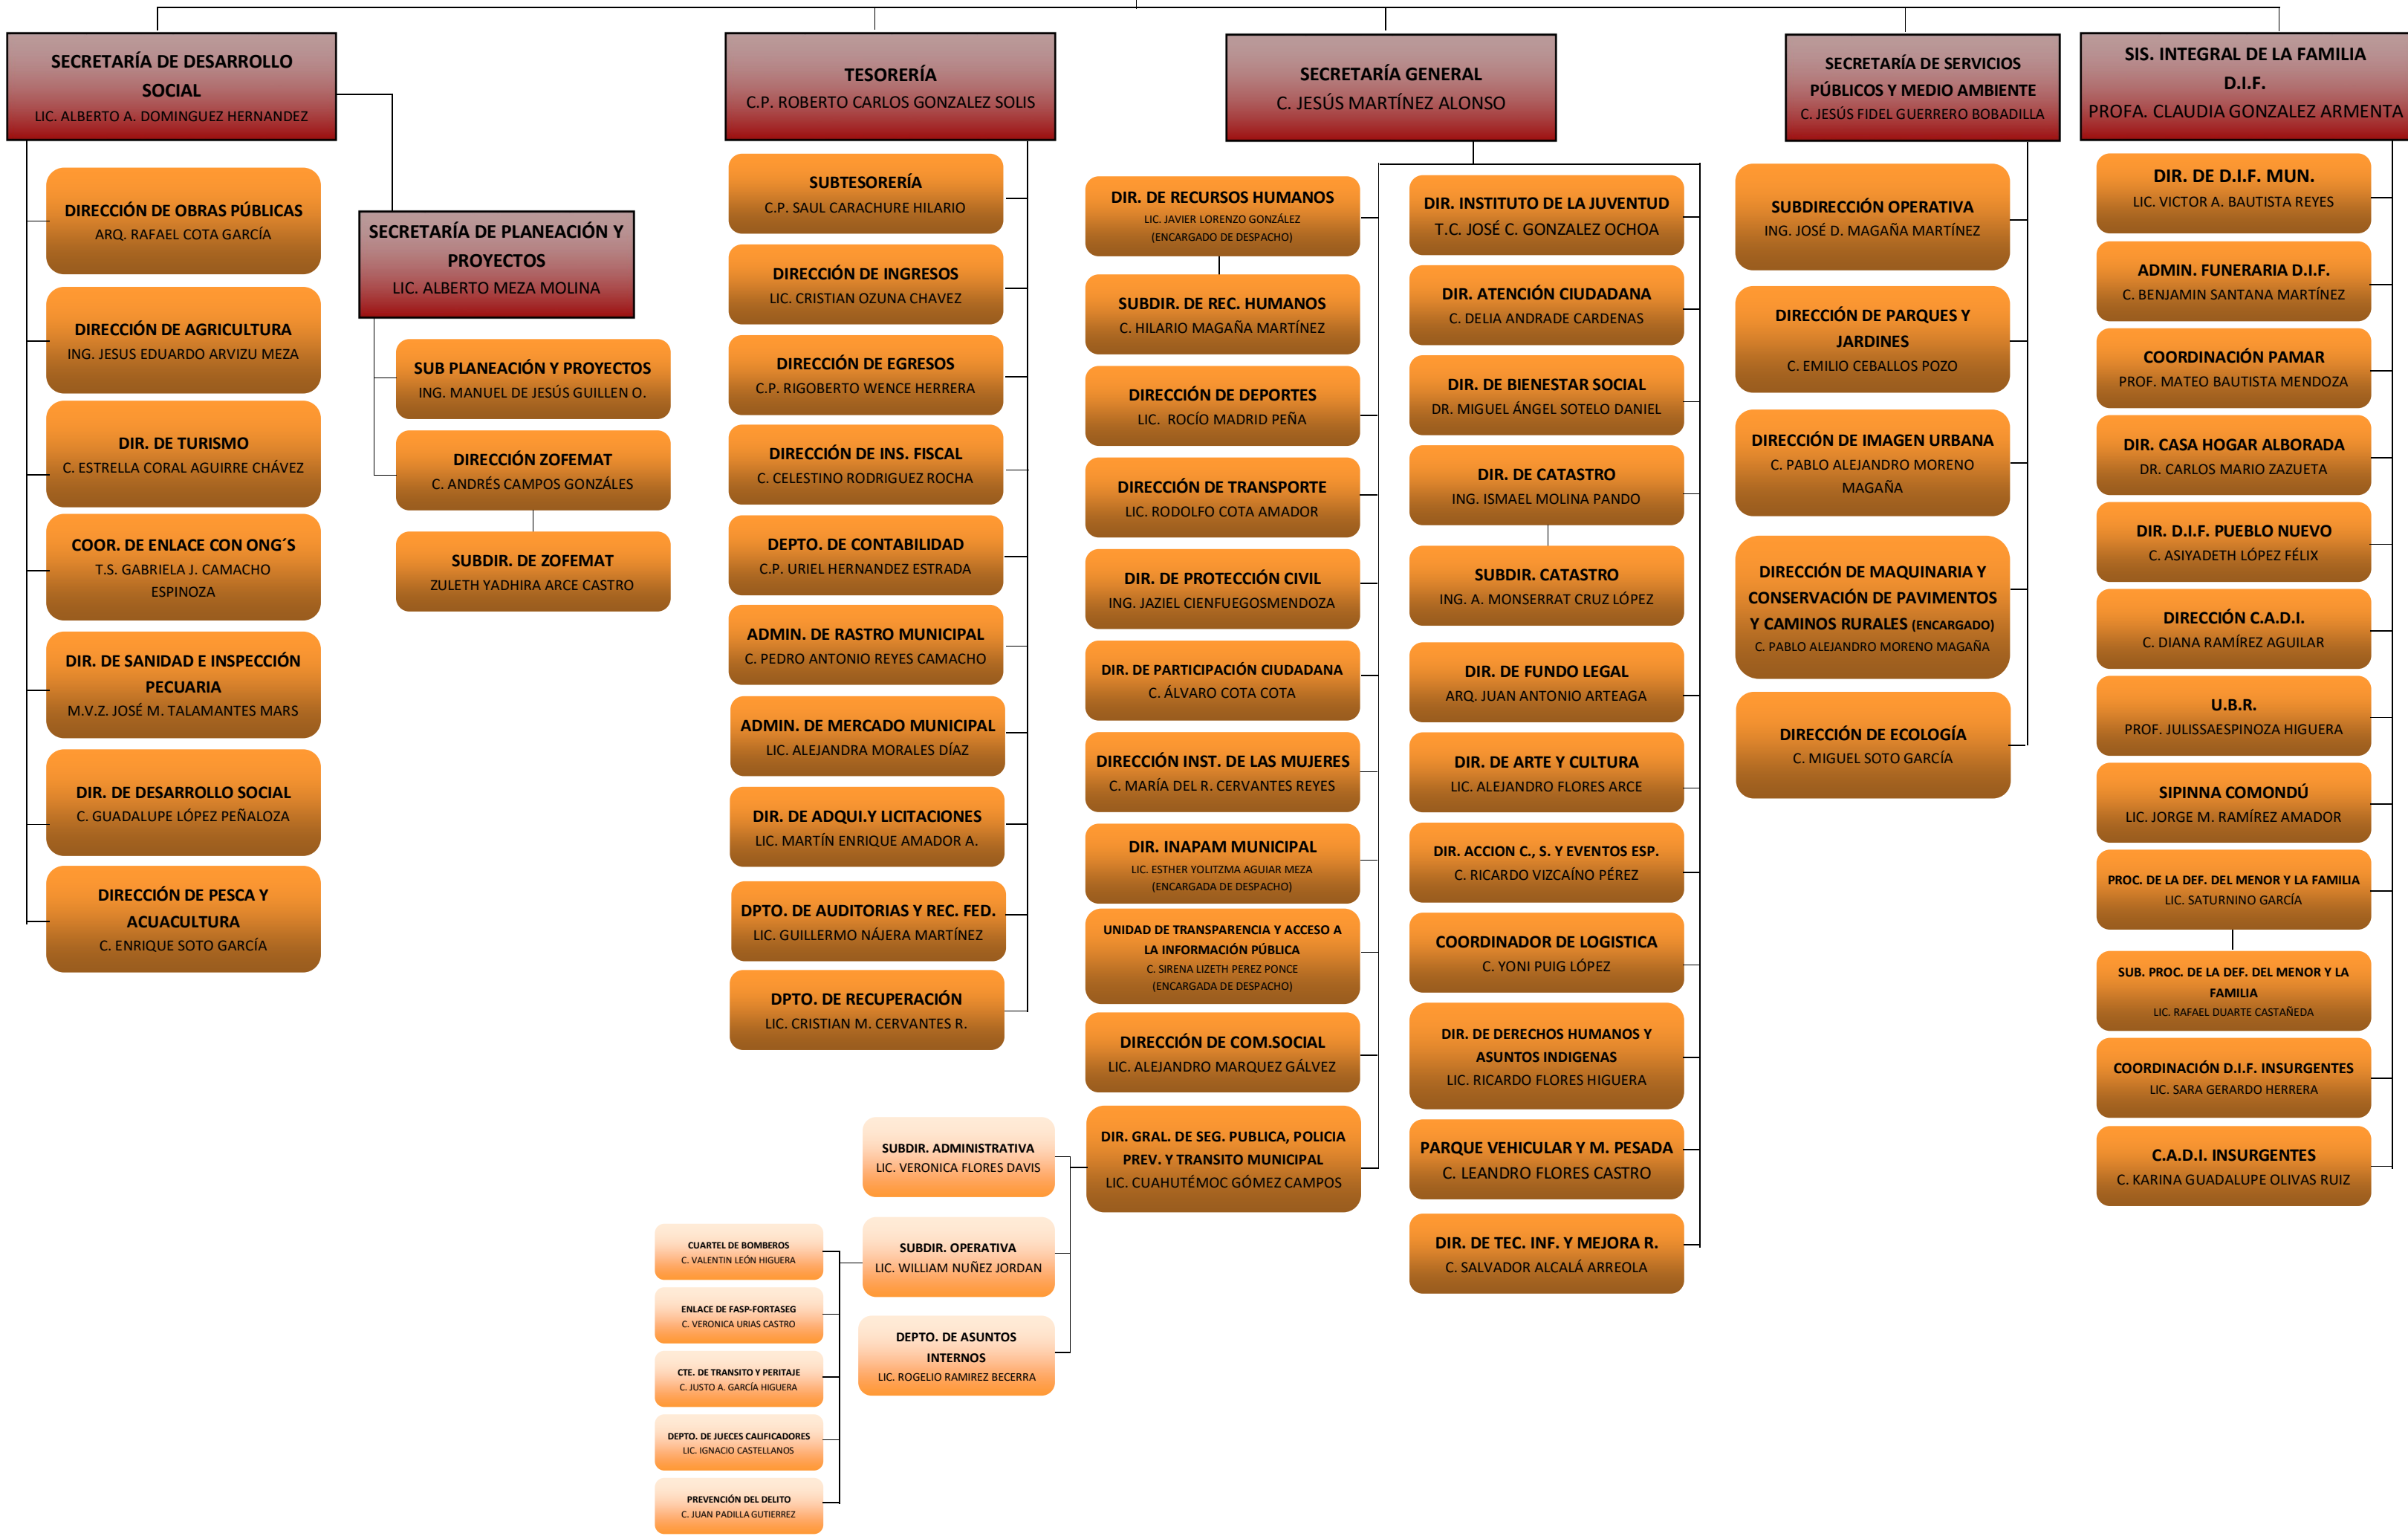 SECRETARÍA DE DESARROLLO
SOCIAL
LIC. ALBERTO A. DOMINGUEZ HERNANDEZ
DIRECCIÓN DE OBRAS PÚBLICAS
ARQ. RAFAEL COTA GARCÍA
DIRECCIÓN DE AGRICULTURA
ING. JESUS EDUARDO ARVIZU MEZA
DIR. DE TURISMO
C. ESTRELLA CORAL AGUIRRE CHÁVEZ
COOR. DE ENLACE CON ONG´S
T.S. GABRIELA J. CAMACHO
ESPINOZA
DIR. DE SANIDAD E INSPECCIÓN
PECUARIA
M.V.Z. JOSÉ M. TALAMANTES MARS
DIR. DE DESARROLLO SOCIAL
C. GUADALUPE LÓPEZ PEÑALOZA
DIRECCIÓN DE PESCA Y
ACUACULTURA
C. ENRIQUE SOTO GARCÍA
SECRETARÍA DE PLANEACIÓN Y
PROYECTOS
LIC. ALBERTO MEZA MOLINA
SUB PLANEACIÓN Y PROYECTOS
ING. MANUEL DE JESÚS GUILLEN O.
DIRECCIÓN ZOFEMAT
C. ANDRÉS CAMPOS GONZÁLES
SUBDIR. DE ZOFEMAT
ZULETH YADHIRA ARCE CASTRO
TESORERÍA
C.P. ROBERTO CARLOS GONZALEZ SOLIS
SUBTESORERÍA
C.P. SAUL CARACHURE HILARIO
DIRECCIÓN DE INGRESOS
LIC. CRISTIAN OZUNA CHAVEZ
DIRECCIÓN DE EGRESOS
C.P. RIGOBERTO WENCE HERRERA
DIRECCIÓN DE INS. FISCAL
C. CELESTINO RODRIGUEZ ROCHA
DEPTO. DE CONTABILIDAD
C.P. URIEL HERNANDEZ ESTRADA
ADMIN. DE RASTRO MUNICIPAL
C. PEDRO ANTONIO REYES CAMACHO
ADMIN. DE MERCADO MUNICIPAL
LIC. ALEJANDRA MORALES DÍAZ
DIR. DE ADQUI.Y LICITACIONES
LIC. MARTÍN ENRIQUE AMADOR A.
DPTO. DE AUDITORIAS Y REC. FED.
LIC. GUILLERMO NÁJERA MARTÍNEZ
DPTO. DE RECUPERACIÓN
LIC. CRISTIAN M. CERVANTES R.
SECRETARÍA GENERAL
C. JESÚS MARTÍNEZ ALONSO
DIR. DE RECURSOS HUMANOS
LIC. JAVIER LORENZO GONZÁLEZ
(ENCARGADO DE DESPACHO)
SUBDIR. DE REC. HUMANOS
C. HILARIO MAGAÑA MARTÍNEZ
DIRECCIÓN DE DEPORTES
LIC. ROCÍO MADRID PEÑA
DIRECCIÓN DE TRANSPORTE
LIC. RODOLFO COTA AMADOR
DIR. DE PROTECCIÓN CIVIL
ING. JAZIEL CIENFUEGOSMENDOZA
DIR. DE PARTICIPACIÓN CIUDADANA
C. ÁLVARO COTA COTA
DIRECCIÓN INST. DE LAS MUJERES
C. MARÍA DEL R. CERVANTES REYES
DIR. INAPAM MUNICIPAL
LIC. ESTHER YOLITZMA AGUIAR MEZA
(ENCARGADA DE DESPACHO)
UNIDAD DE TRANSPARENCIA Y ACCESO A
LA INFORMACIÓN PÚBLICA
C. SIRENA LIZETH PEREZ PONCE
(ENCARGADA DE DESPACHO)
DIRECCIÓN DE COM.SOCIAL
LIC. ALEJANDRO MARQUEZ GÁLVEZ
DIR. GRAL. DE SEG. PUBLICA, POLICIA
PREV. Y TRANSITO MUNICIPAL
LIC. CUAHUTÉMOC GÓMEZ CAMPOS
SUBDIR. ADMINISTRATIVA
LIC. VERONICA FLORES DAVIS
SUBDIR. OPERATIVA
LIC. WILLIAM NUÑEZ JORDAN
DEPTO. DE ASUNTOS
INTERNOS
LIC. ROGELIO RAMIREZ BECERRA
CUARTEL DE BOMBEROS
C. VALENTIN LEÓN HIGUERA
ENLACE DE FASP-FORTASEG
C. VERONICA URIAS CASTRO
CTE. DE TRANSITO Y PERITAJE
C. JUSTO A. GARCÍA HIGUERA
DEPTO. DE JUECES CALIFICADORES
LIC. IGNACIO CASTELLANOS
PREVENCIÓN DEL DELITO
C. JUAN PADILLA GUTIERREZ
DIR. INSTITUTO DE LA JUVENTUD
T.C. JOSÉ C. GONZALEZ OCHOA
DIR. ATENCIÓN CIUDADANA
C. DELIA ANDRADE CARDENAS
DIR. DE BIENESTAR SOCIAL
DR. MIGUEL ÁNGEL SOTELO DANIEL
DIR. DE CATASTRO
ING. ISMAEL MOLINA PANDO
SUBDIR. CATASTRO
ING. A. MONSERRAT CRUZ LÓPEZ
DIR. DE FUNDO LEGAL
ARQ. JUAN ANTONIO ARTEAGA
DIR. DE ARTE Y CULTURA
LIC. ALEJANDRO FLORES ARCE
DIR. ACCION C., S. Y EVENTOS ESP.
C. RICARDO VIZCAÍNO PÉREZ
COORDINADOR DE LOGISTICA
C. YONI PUIG LÓPEZ
DIR. DE DERECHOS HUMANOS Y
ASUNTOS INDIGENAS
LIC. RICARDO FLORES HIGUERA
PARQUE VEHICULAR Y M. PESADA
C. LEANDRO FLORES CASTRO
DIR. DE TEC. INF. Y MEJORA R.
C. SALVADOR ALCALÁ ARREOLA
SECRETARÍA DE SERVICIOS
PÚBLICOS Y MEDIO AMBIENTE
C. JESÚS FIDEL GUERRERO BOBADILLA
SUBDIRECCIÓN OPERATIVA
ING. JOSÉ D. MAGAÑA MARTÍNEZ
DIRECCIÓN DE PARQUES Y
JARDINES
C. EMILIO CEBALLOS POZO
DIRECCIÓN DE IMAGEN URBANA
C. PABLO ALEJANDRO MORENO
MAGAÑA
DIRECCIÓN DE MAQUINARIA Y
CONSERVACIÓN DE PAVIMENTOS
Y CAMINOS RURALES (ENCARGADO)
C. PABLO ALEJANDRO MORENO MAGAÑA
DIRECCIÓN DE ECOLOGÍA
C. MIGUEL SOTO GARCÍA
SIS. INTEGRAL DE LA FAMILIA
D.I.F.
PROFA. CLAUDIA GONZALEZ ARMENTA
DIR. DE D.I.F. MUN.
LIC. VICTOR A. BAUTISTA REYES
ADMIN. FUNERARIA D.I.F.
C. BENJAMIN SANTANA MARTÍNEZ
COORDINACIÓN PAMAR
PROF. MATEO BAUTISTA MENDOZA
DIR. CASA HOGAR ALBORADA
DR. CARLOS MARIO ZAZUETA
DIR. D.I.F. PUEBLO NUEVO
C. ASIYADETH LÓPEZ FÉLIX
DIRECCIÓN C.A.D.I.
C. DIANA RAMÍREZ AGUILAR
U.B.R.
PROF. JULISSAESPINOZA HIGUERA
SIPINNA COMONDÚ
LIC. JORGE M. RAMÍREZ AMADOR
PROC. DE LA DEF. DEL MENOR Y LA FAMILIA
LIC. SATURNINO GARCÍA
SUB. PROC. DE LA DEF. DEL MENOR Y LA
FAMILIA
LIC. RAFAEL DUARTE CASTAÑEDA
COORDINACIÓN D.I.F. INSURGENTES
LIC. SARA GERARDO HERRERA
C.A.D.I. INSURGENTES
C. KARINA GUADALUPE OLIVAS RUIZ